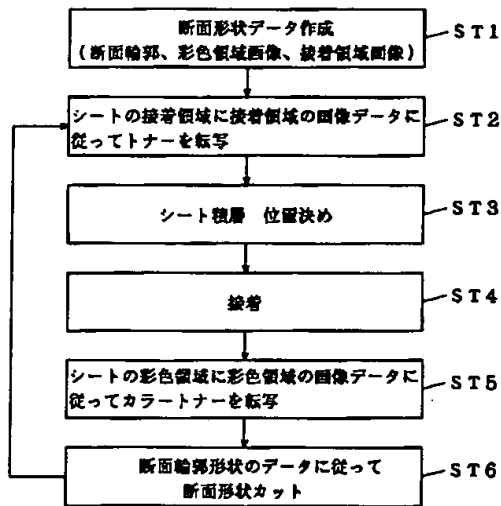 断面形状データ作成
(断面輪郭、彩色領域画像、接着領域画像)
ST1
シートの接着領域に接着領域の画像データに
従ってトナーを転写
ST2
シート積層 位置決め
ST3
接着
ST4
シートの彩色領域に彩色領域の画像データに
従ってカラートナーを転写
ST5
断面輪郭形状のデータに従って
断面形状カット
ST6